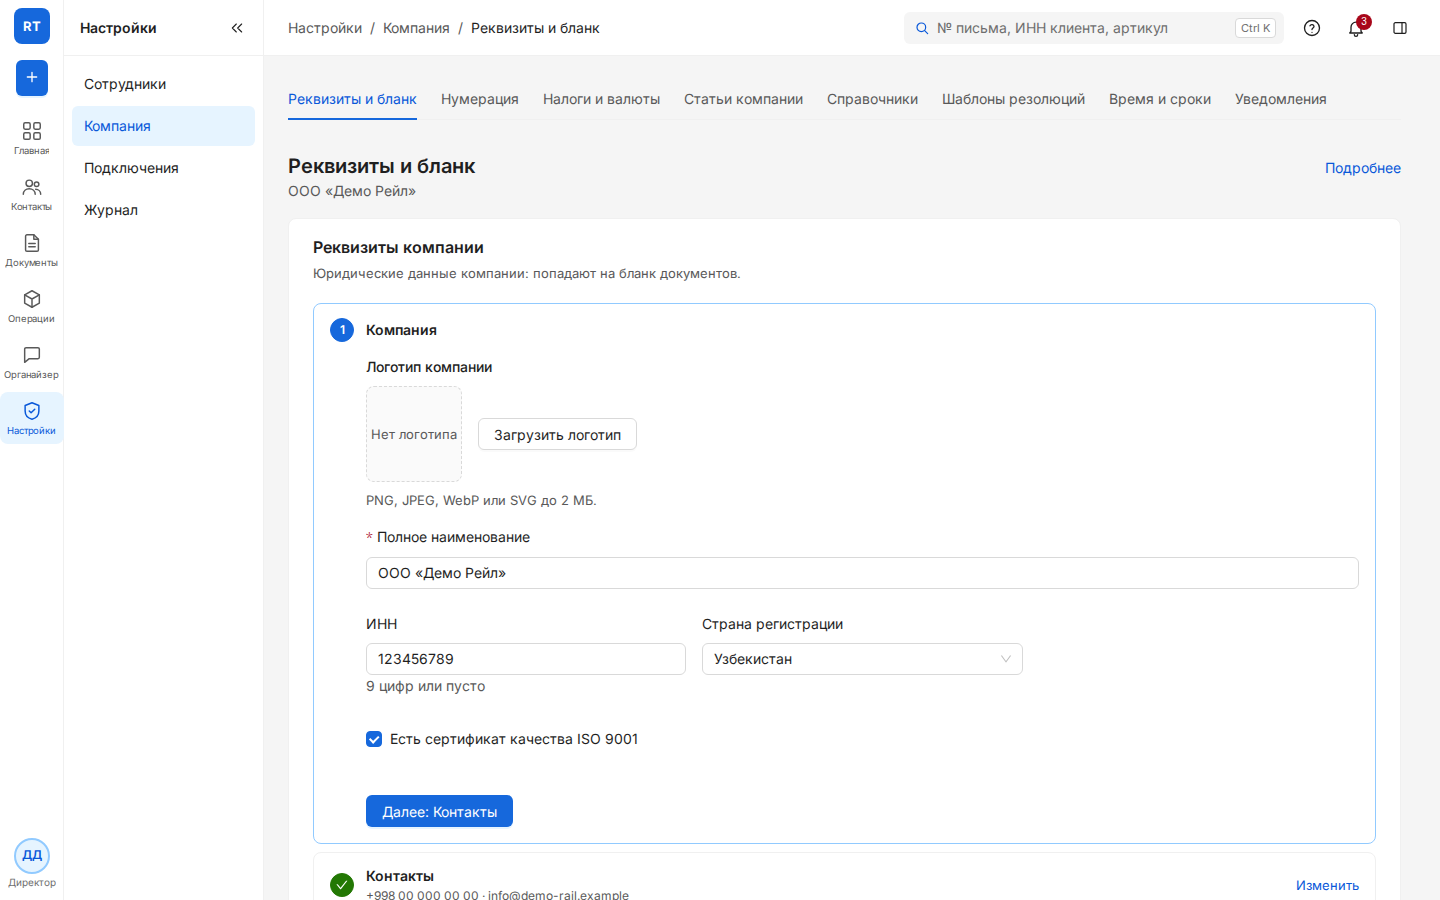 RT
Настройки
Настройки / Компания / Реквизиты и бланк
№ письма, ИНН клиента, артикул
Ctrl K
3
Главная
Контакты
Документы
Операции
Органайзер
Настройки
ДД
Директор
Сотрудники
Компания
Подключения
Журнал
Реквизиты и бланк
Нумерация
Налоги и валюты
Статьи компании
Справочники
Шаблоны резолюций
Время и сроки
Уведомления
Реквизиты и бланк
Подробнее
ООО «Демо Рейл»
Реквизиты компании
Юридические данные компании: попадают на бланк документов.
1 Компания
Логотип компании
Нет логотипа
Загрузить логотип
PNG, JPEG, WebP или SVG до 2 МБ.
* Полное наименование
ООО «Демо Рейл»
ИНН
Страна регистрации
123456789
Узбекистан
9 цифр или пусто
Есть сертификат качества ISO 9001
Далее: Контакты
Контакты
+998 00 000 00 00 · info@demo-rail.example
Изменить